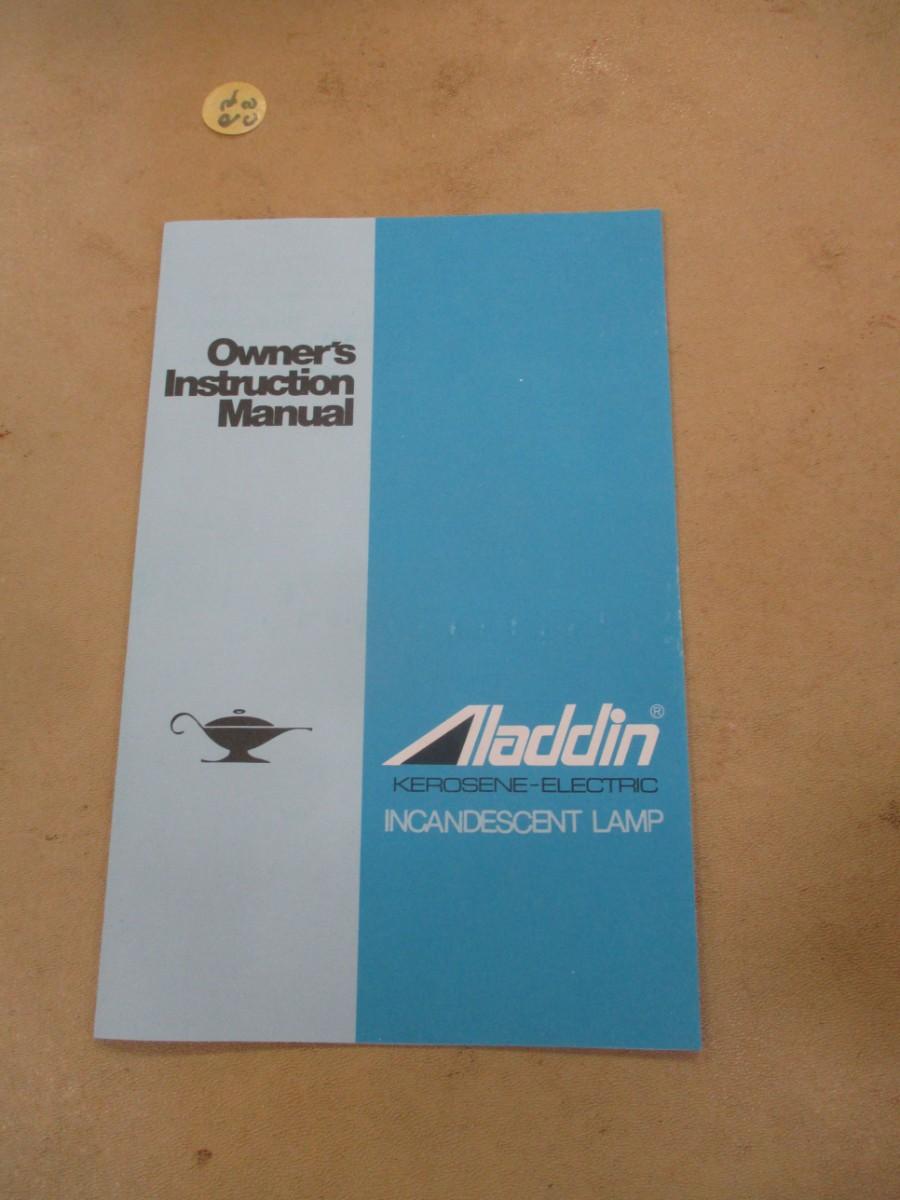 Owner's
Instruction
Manual
Aladdin®
KEROSENE-ELECTRIC
INCANDESCENT LAMP